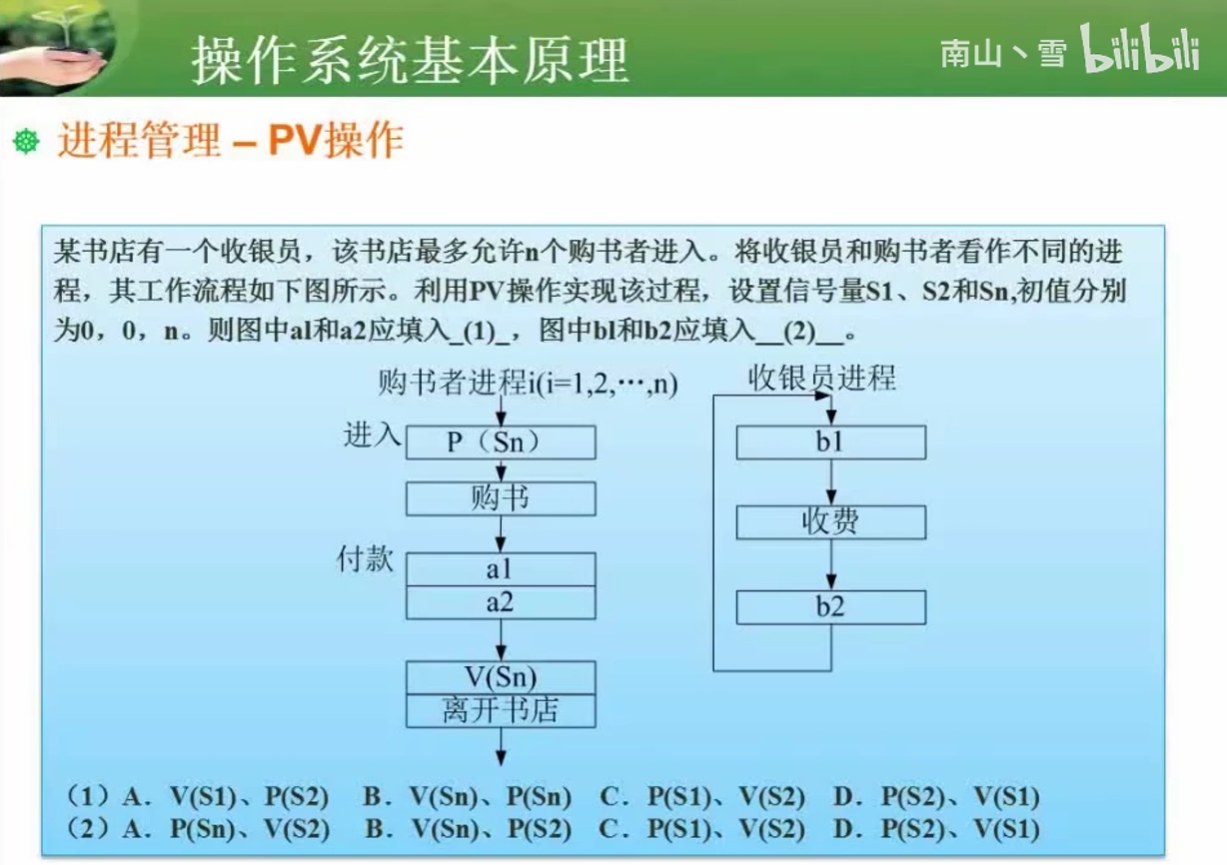 操作系统基本原理
南山丶雪 bilibili
进程管理 – PV操作
某书店有一个收银员，该书店最多允许n个购书者进入。将收银员和购书者看作不同的进
程，其工作流程如下图所示。利用PV操作实现该过程，设置信号量S1、S2和Sn,初值分别
为0，0，n。则图中a1和a2应填入_(1)_，图中b1和b2应填入__(2)__。
购书者进程i(i=1,2,…,n)
收银员进程
进入
P（Sn）
购书
付款
a1
a2
V(Sn)
离开书店
b1
收费
b2
（1）A．V(S1)、P(S2) B．V(Sn)、P(Sn) C．P(S1)、V(S2) D．P(S2)、V(S1)
（2）A．P(Sn)、V(S2) B．V(Sn)、P(S2) C．P(S1)、V(S2) D．P(S2)、V(S1)